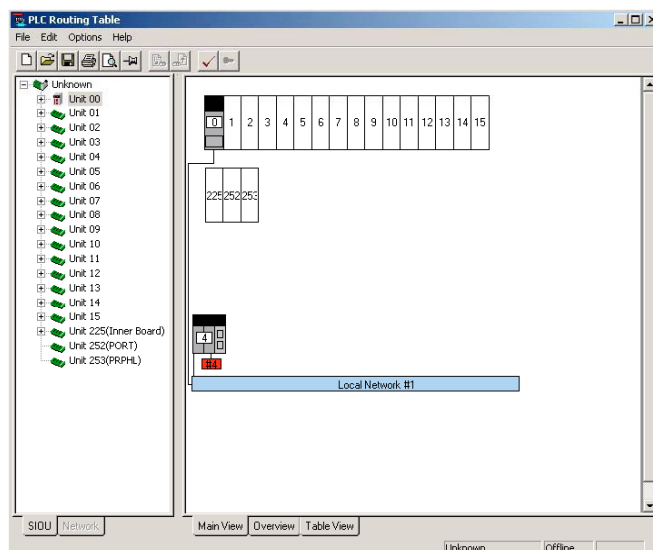 PLC Routing Table
File Edit Options Help
Unknown
Unit 00
Unit 01
Unit 02
Unit 03
Unit 04
Unit 05
Unit 06
Unit 07
Unit 08
Unit 09
Unit 10
Unit 11
Unit 12
Unit 13
Unit 14
Unit 15
Unit 225(Inner Board)
Unit 252(PORT)
Unit 253(PRPHL)
0 1 2 3 4 5 6 7 8 9 10 11 12 13 14 15
225 252 253
4
#4
Local Network #1
SIOU Network Main View Overview Table View
Unknown Offline